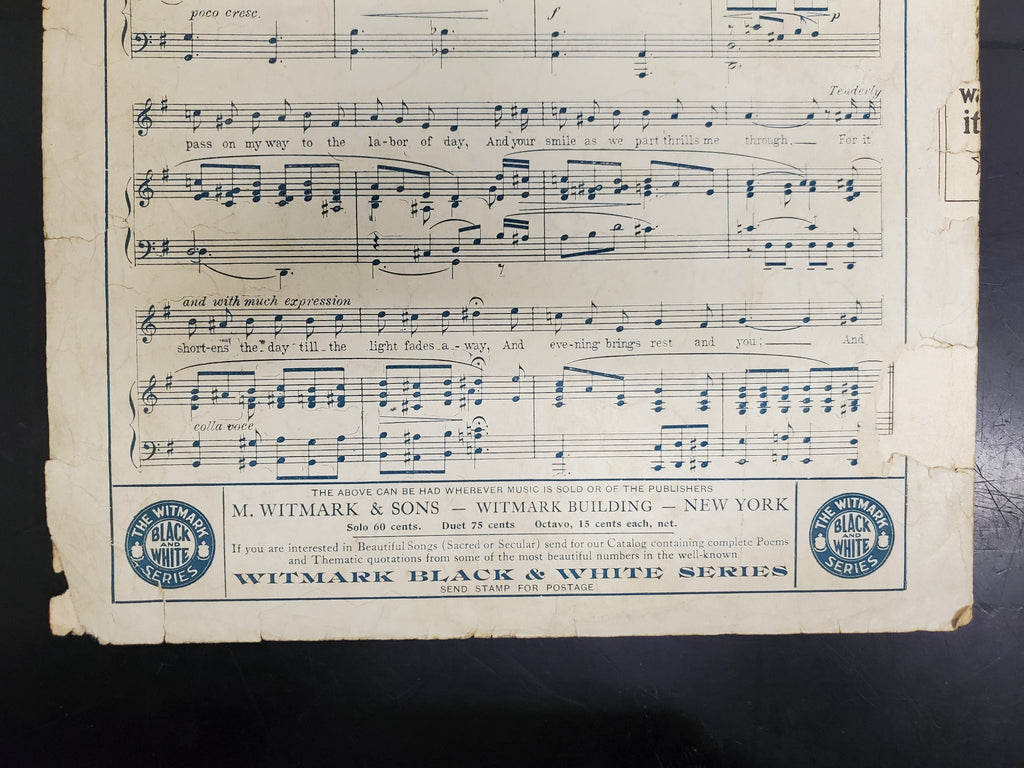 poco cresc.
f
p
Tenderly
pass on my way to the la-bor of day, And your smile as we part thrills me through, For it
and with much expression
short-ens the day till the light fades a-way, And eve-ning brings rest and you; And
colla voce
THE ABOVE CAN BE HAD WHEREVER MUSIC IS SOLD OR OF THE PUBLISHERS
M. WITMARK & SONS — WITMARK BUILDING — NEW YORK
Solo 60 cents. Duet 75 cents Octavo, 15 cents each, net.
If you are interested in Beautiful Songs (Sacred or Secular) send for our Catalog containing complete Poems
and Thematic quotations from some of the most beautiful numbers in the well-known
WITMARK BLACK & WHITE SERIES
SEND STAMP FOR POSTAGE
THE WITMARK
BLACK
AND
WHITE
SERIES
THE WITMARK
BLACK
AND
WHITE
SERIES
it